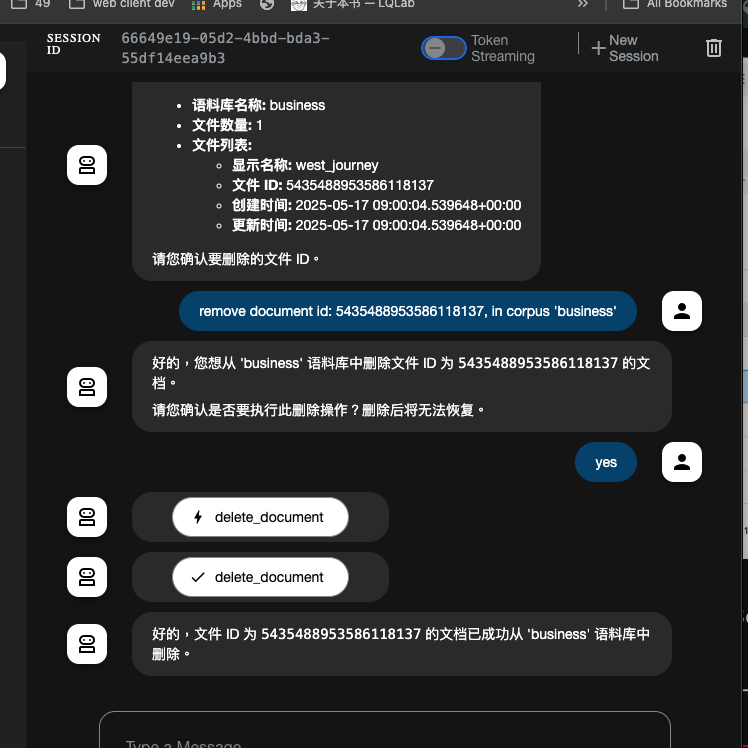 49
web client dev
Apps
关于本书 — LQLab
»
All Bookmarks
SESSION
ID
66649e19-05d2-4bbd-bda3-
55df14eea9b3
Token
Streaming
New
Session
语料库名称: business
文件数量: 1
文件列表:
显示名称: west_journey
文件 ID: 5435488953586118137
创建时间: 2025-05-17 09:00:04.539648+00:00
更新时间: 2025-05-17 09:00:04.539648+00:00
请您确认要删除的文件 ID。
remove document id: 5435488953586118137, in corpus 'business'
好的，您想从 'business' 语料库中删除文件 ID 为 5435488953586118137 的文
档。
请您确认是否要执行此删除操作？删除后将无法恢复。
yes
delete_document
delete_document
好的，文件 ID 为 5435488953586118137 的文档已成功从 'business' 语料库中
删除。
Type a Message